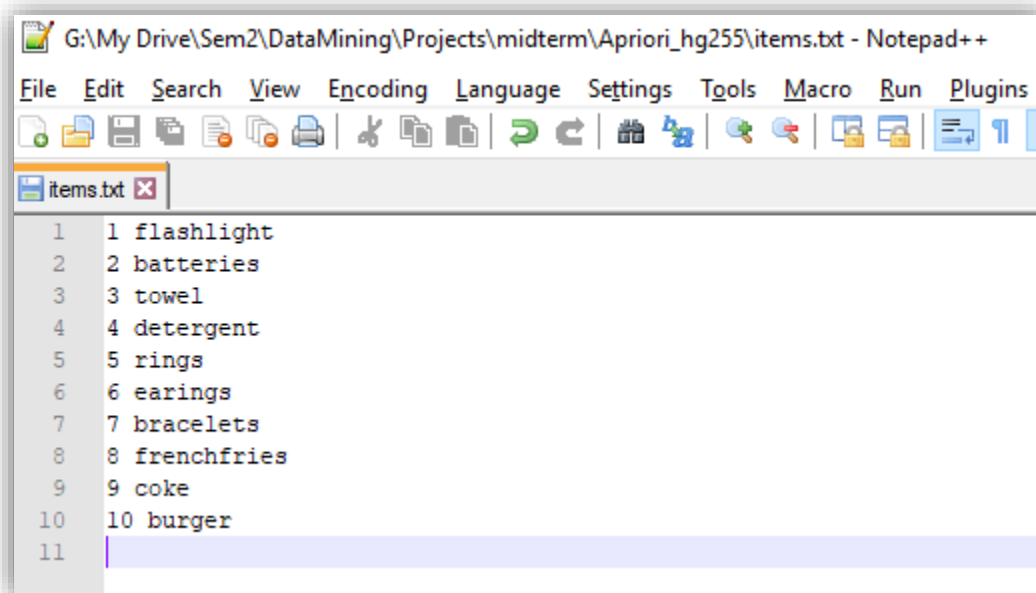 G:\My Drive\Sem2\DataMining\Projects\midterm\Apriori_hg255\items.txt - Notepad++
File Edit Search View Encoding Language Settings Tools Macro Run Plugins
items.txt
1 1 flashlight
2 2 batteries
3 3 towel
4 4 detergent
5 5 rings
6 6 earings
7 7 bracelets
8 8 frenchfries
9 9 coke
10 10 burger
11